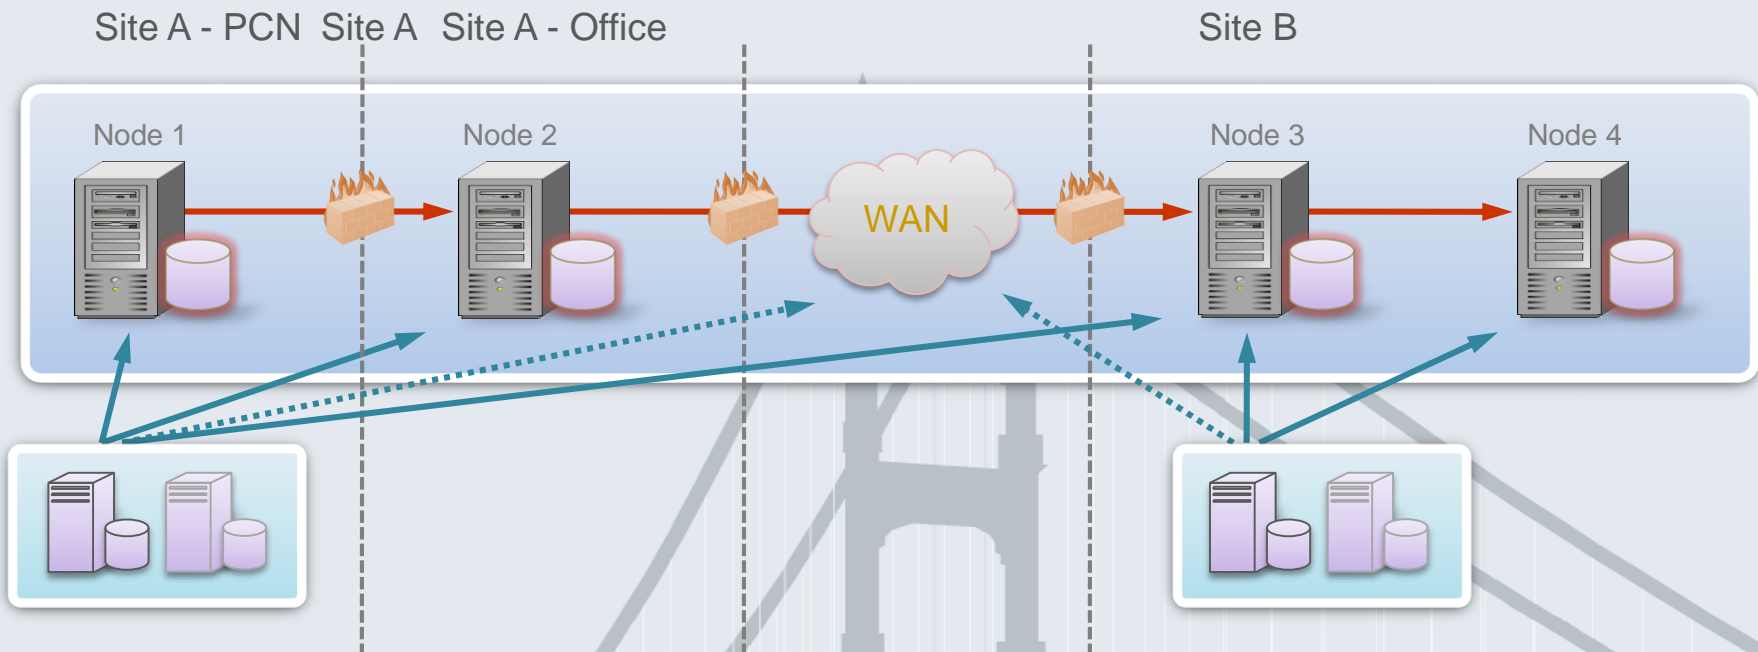 Site A - PCN
Site A
Site A - Office
Site B
Node 1
Node 2
Node 3
Node 4
WAN